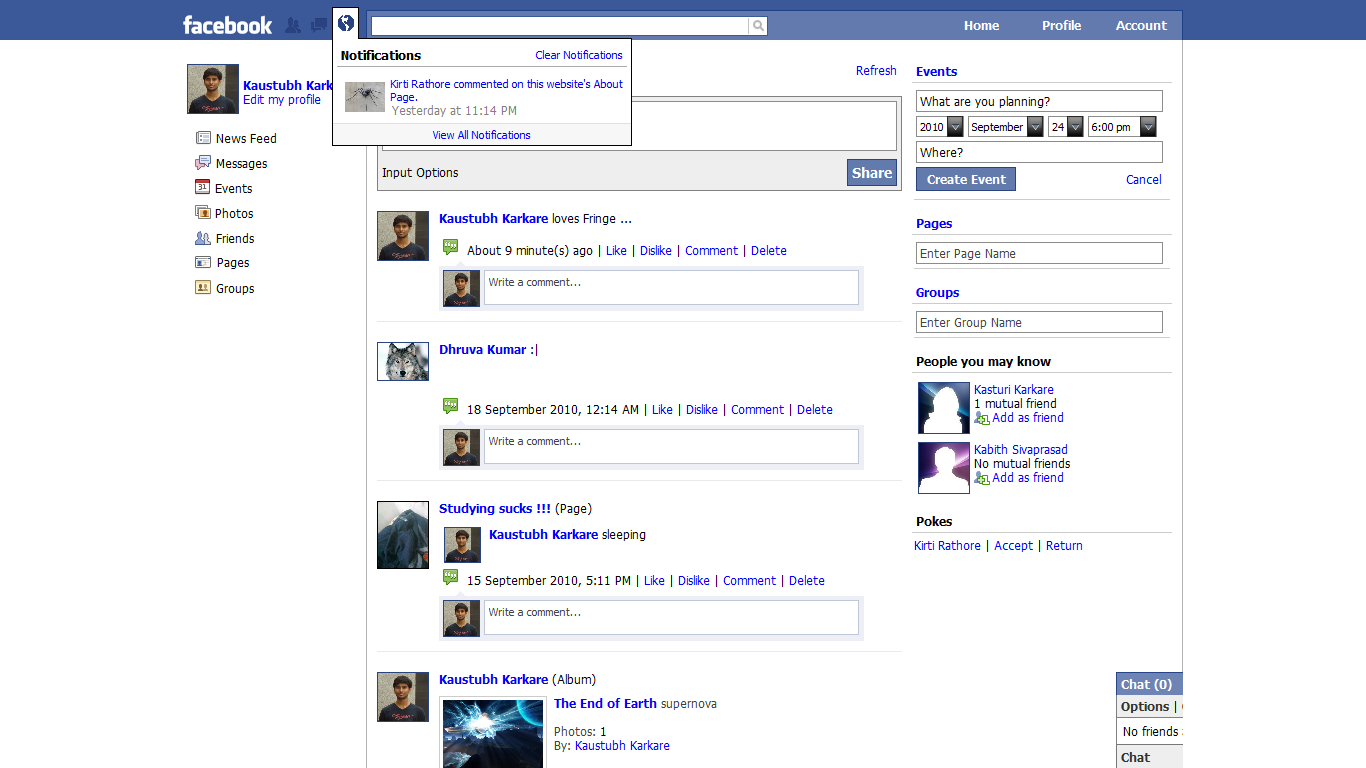 facebook
Home Profile Account
Notifications Clear Notifications
Kirti Rathore commented on this website's About
Page.
Yesterday at 11:14 PM
View All Notifications
Kaustubh Kark
Edit my profile
News Feed
Messages
31 Events
Photos
Friends
Pages
Groups
Refresh
Input Options Share
Kaustubh Karkare loves Fringe ...
About 9 minute(s) ago | Like | Dislike | Comment | Delete
Write a comment...
Dhruva Kumar :|
18 September 2010, 12:14 AM | Like | Dislike | Comment | Delete
Write a comment...
Studying sucks !!! (Page)
Kaustubh Karkare sleeping
15 September 2010, 5:11 PM | Like | Dislike | Comment | Delete
Write a comment...
Kaustubh Karkare (Album)
The End of Earth supernova
Photos: 1
By: Kaustubh Karkare
Events
What are you planning?
2010 September 24 6:00 pm
Where?
Create Event Cancel
Pages
Enter Page Name
Groups
Enter Group Name
People you may know
Kasturi Karkare
1 mutual friend
Add as friend
Kabith Sivaprasad
No mutual friends
Add as friend
Pokes
Kirti Rathore | Accept | Return
Chat (0)
Options |
No friends
Chat